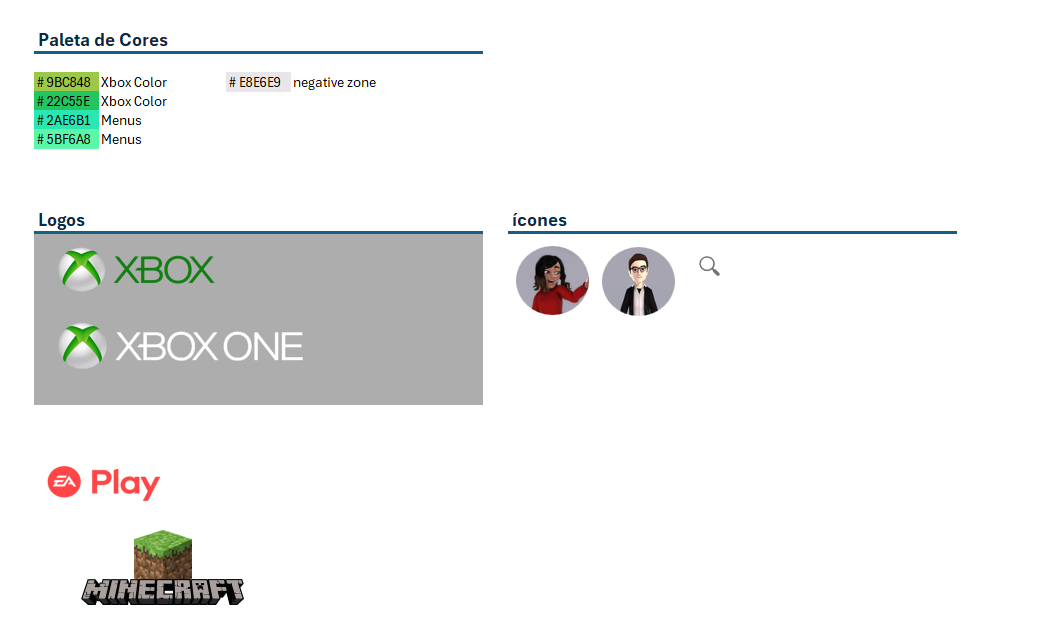 Paleta de Cores
# 9BC848 Xbox Color
# E8E6E9 negative zone
# 22C55E Xbox Color
# 2AE6B1 Menus
# 5BF6A8 Menus
Logos
ícones
XBOX
XBOX ONE
EA Play
MINECRAFT